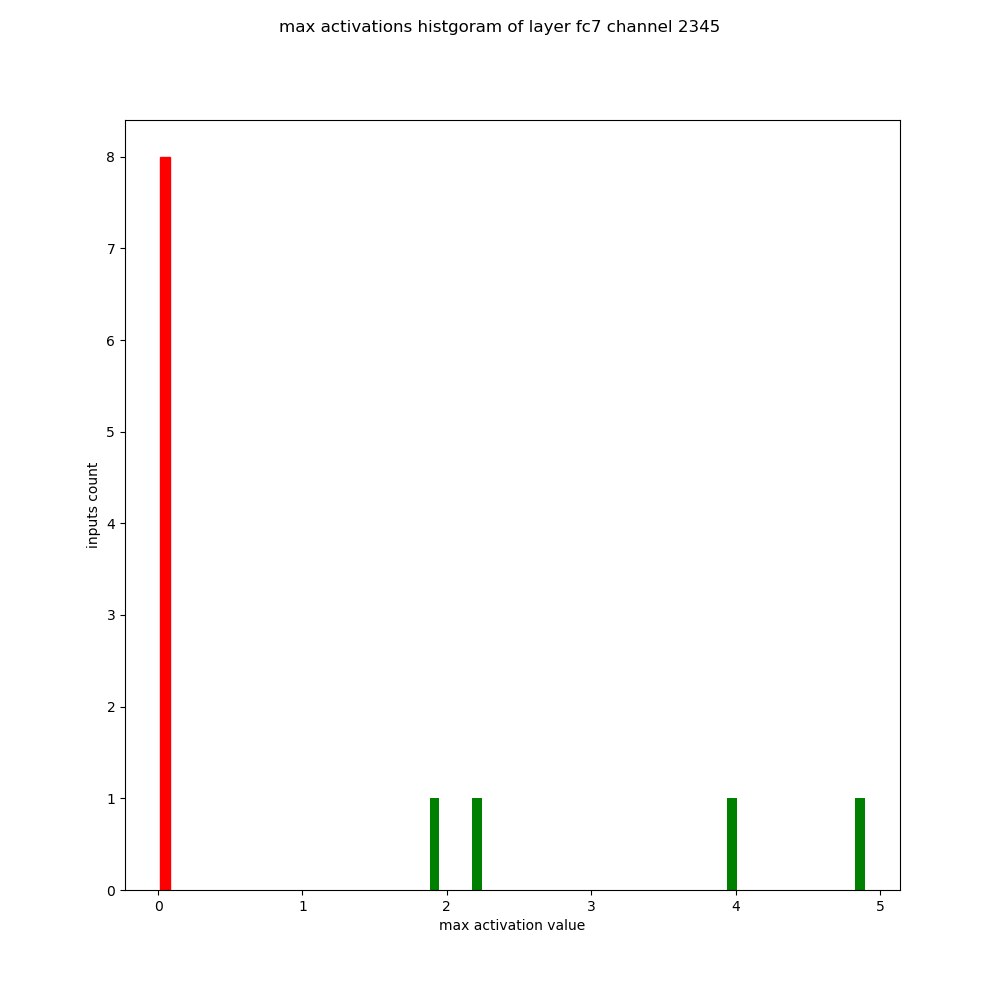 max activations histgoram of layer fc7 channel 2345
8
7
6
5
4
3
2
1
0
inputs count
0 1 2 3 4 5
max activation value